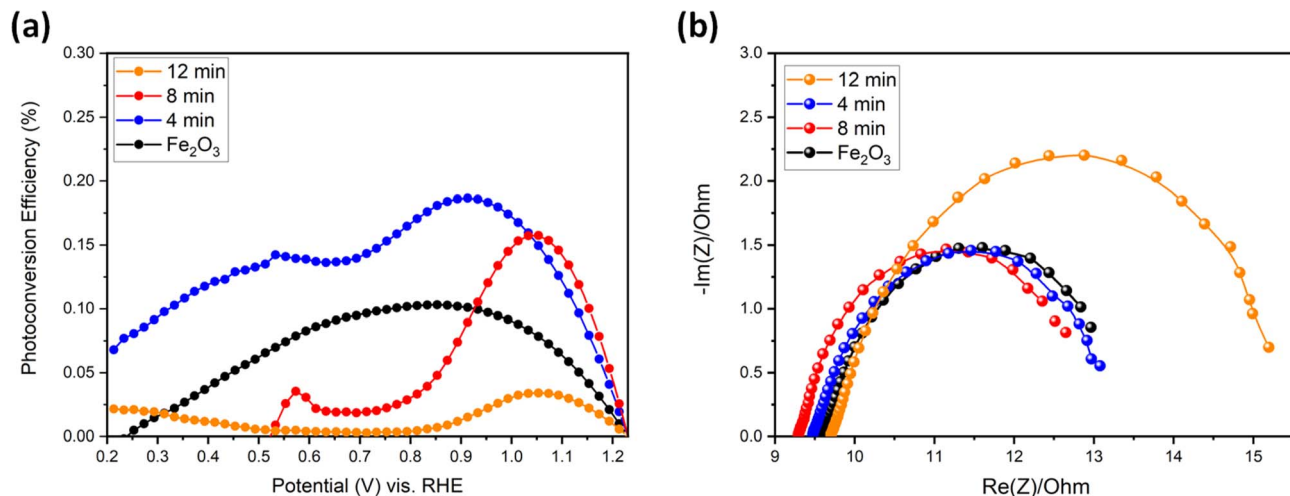 (a)
0.30
0.25
0.20
0.15
0.10
0.05
0.00
Photoconversion Efficiency (%)
12 min
8 min
4 min
Fe₂O₃
0.2 0.3 0.4 0.5 0.6 0.7 0.8 0.9 1.0 1.1 1.2
Potential (V) vis. RHE
(b)
3.0
2.5
2.0
1.5
1.0
0.5
0.0
-Im(Z)/Ohm
12 min
4 min
8 min
Fe₂O₃
9 10 11 12 13 14 15
Re(Z)/Ohm